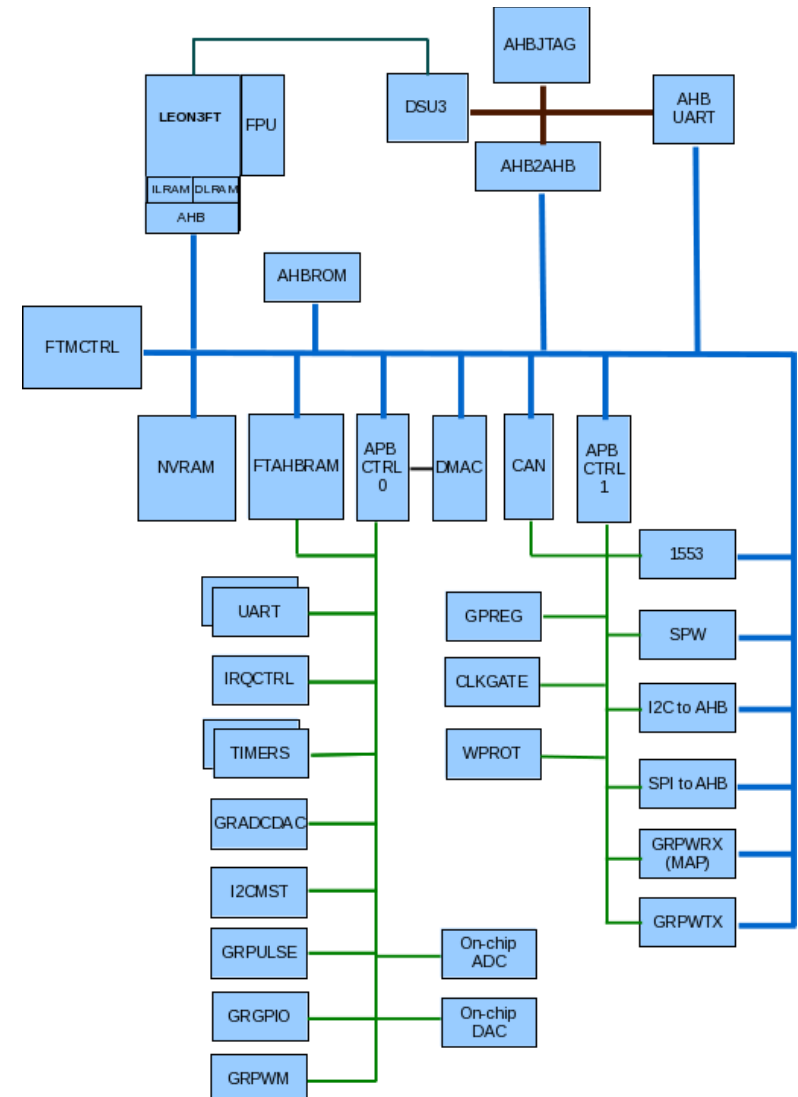 AHBJTAG
LEON3FT
FPU
DSU3
AHB
UART
ILRAM
DLRAM
AHB
AHB2AHB
AHBROM
FTMCTRL
NVRAM
FTAHBRAM
APB
CTRL
0
DMAC
CAN
APB
CTRL
1
1553
UART
GPREG
SPW
IRQCTRL
CLKGATE
I2C to AHB
TIMERS
WPROT
SPI to AHB
GRADCDAC
GRPWRX
(MAP)
I2CMST
GRPWTX
GRPULSE
On-chip
ADC
GRGPIO
On-chip
DAC
GRPWM